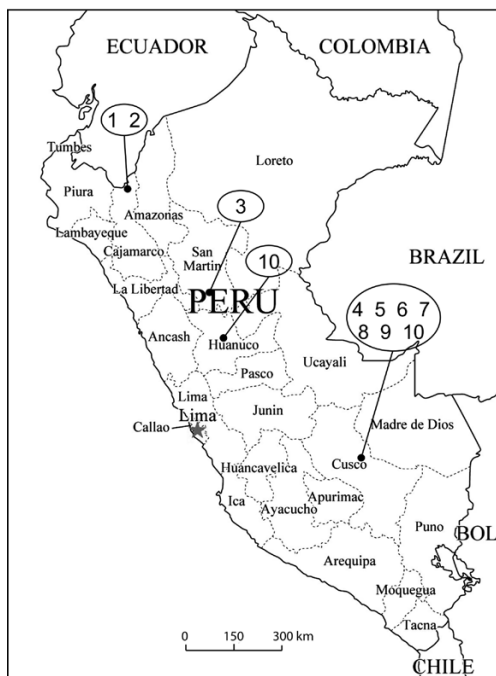 ECUADOR
COLOMBIA
1 2
Tumbes
Loreto
Piura
Amazonas
3
Lambayeque
Cajamarco
San
Martin
10
BRAZIL
La Libertad
PERU
4 5 6 7
8 9 10
Ancash
Huanuco
Ucayali
Pasco
Lima
Lima
Junin
Madre de Dios
Callao
Huancavelica
Cusco
Ica
Apurimac
Ayacucho
Puno
BOL
Arequipa
Moquegua
Tacna
0 150 300 km
CHILE